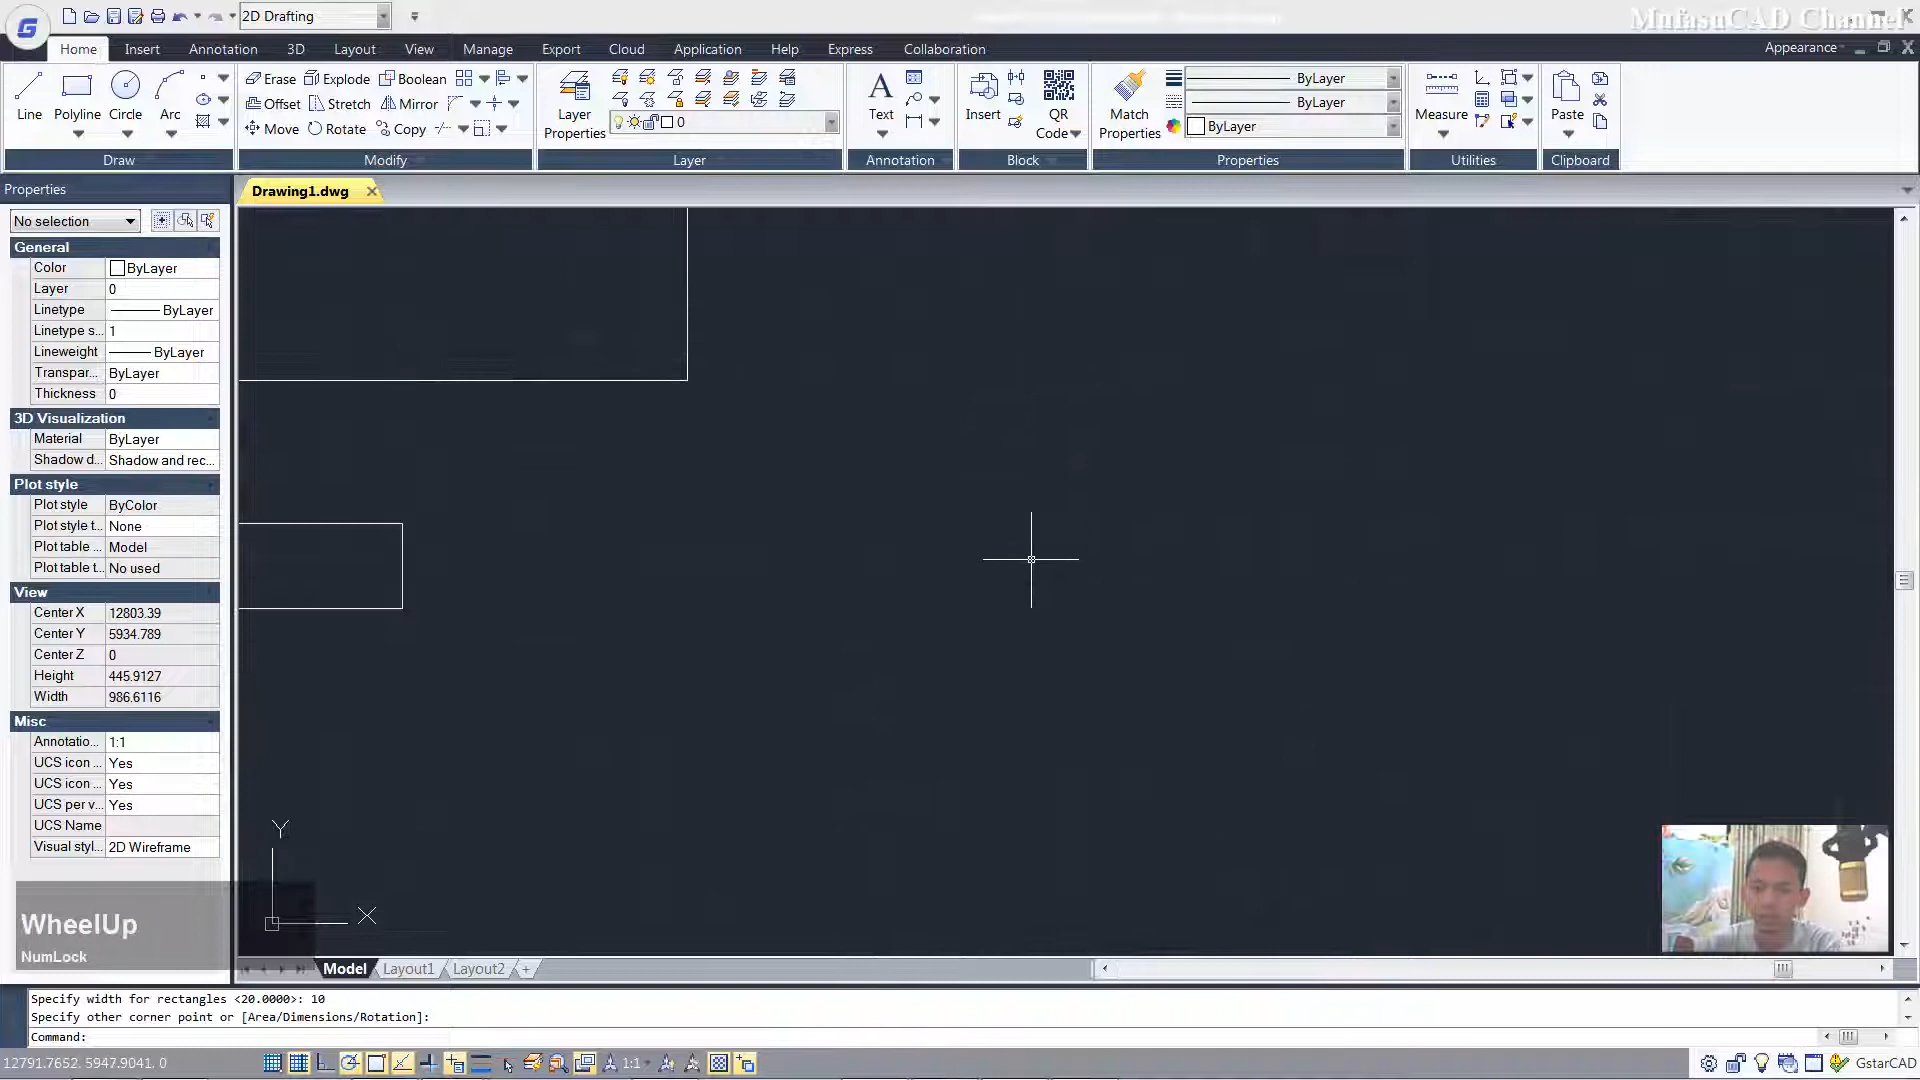 2D Drafting
MufasuCAD Channel
Home Insert Annotation 3D Layout View Manage Export Cloud Application Help Express Collaboration Appearance
Line Polyline Circle Arc
Erase Explode Boolean
Offset Stretch Mirror
Move Rotate Copy
Layer Properties
0
Text
Insert
QR Code
Match Properties
ByLayer
ByLayer
ByLayer
Measure
Paste
Draw Modify Layer Annotation Block Properties Utilities Clipboard
Properties
Drawing1.dwg
No selection
General
Color ByLayer
Layer 0
Linetype ByLayer
Linetype s... 1
Lineweight ByLayer
Transpar... ByLayer
Thickness 0
3D Visualization
Material ByLayer
Shadow d... Shadow and rec...
Plot style
Plot style ByColor
Plot style t... None
Plot table ... Model
Plot table t... No used
View
Center X 12803.39
Center Y 5934.789
Center Z 0
Height 445.9127
Width 986.6116
Misc
Annotatio... 1:1
UCS icon ... Yes
UCS icon ... Yes
UCS per v... Yes
UCS Name
Visual styl... 2D Wireframe
Y
X
WheelUp
NumLock
Model Layout1 Layout2 +
Specify width for rectangles <20.0000>: 10
Specify other corner point or [Area/Dimensions/Rotation]:
Command:
12791.7652, 5947.9041, 0
1:1
GstarCAD